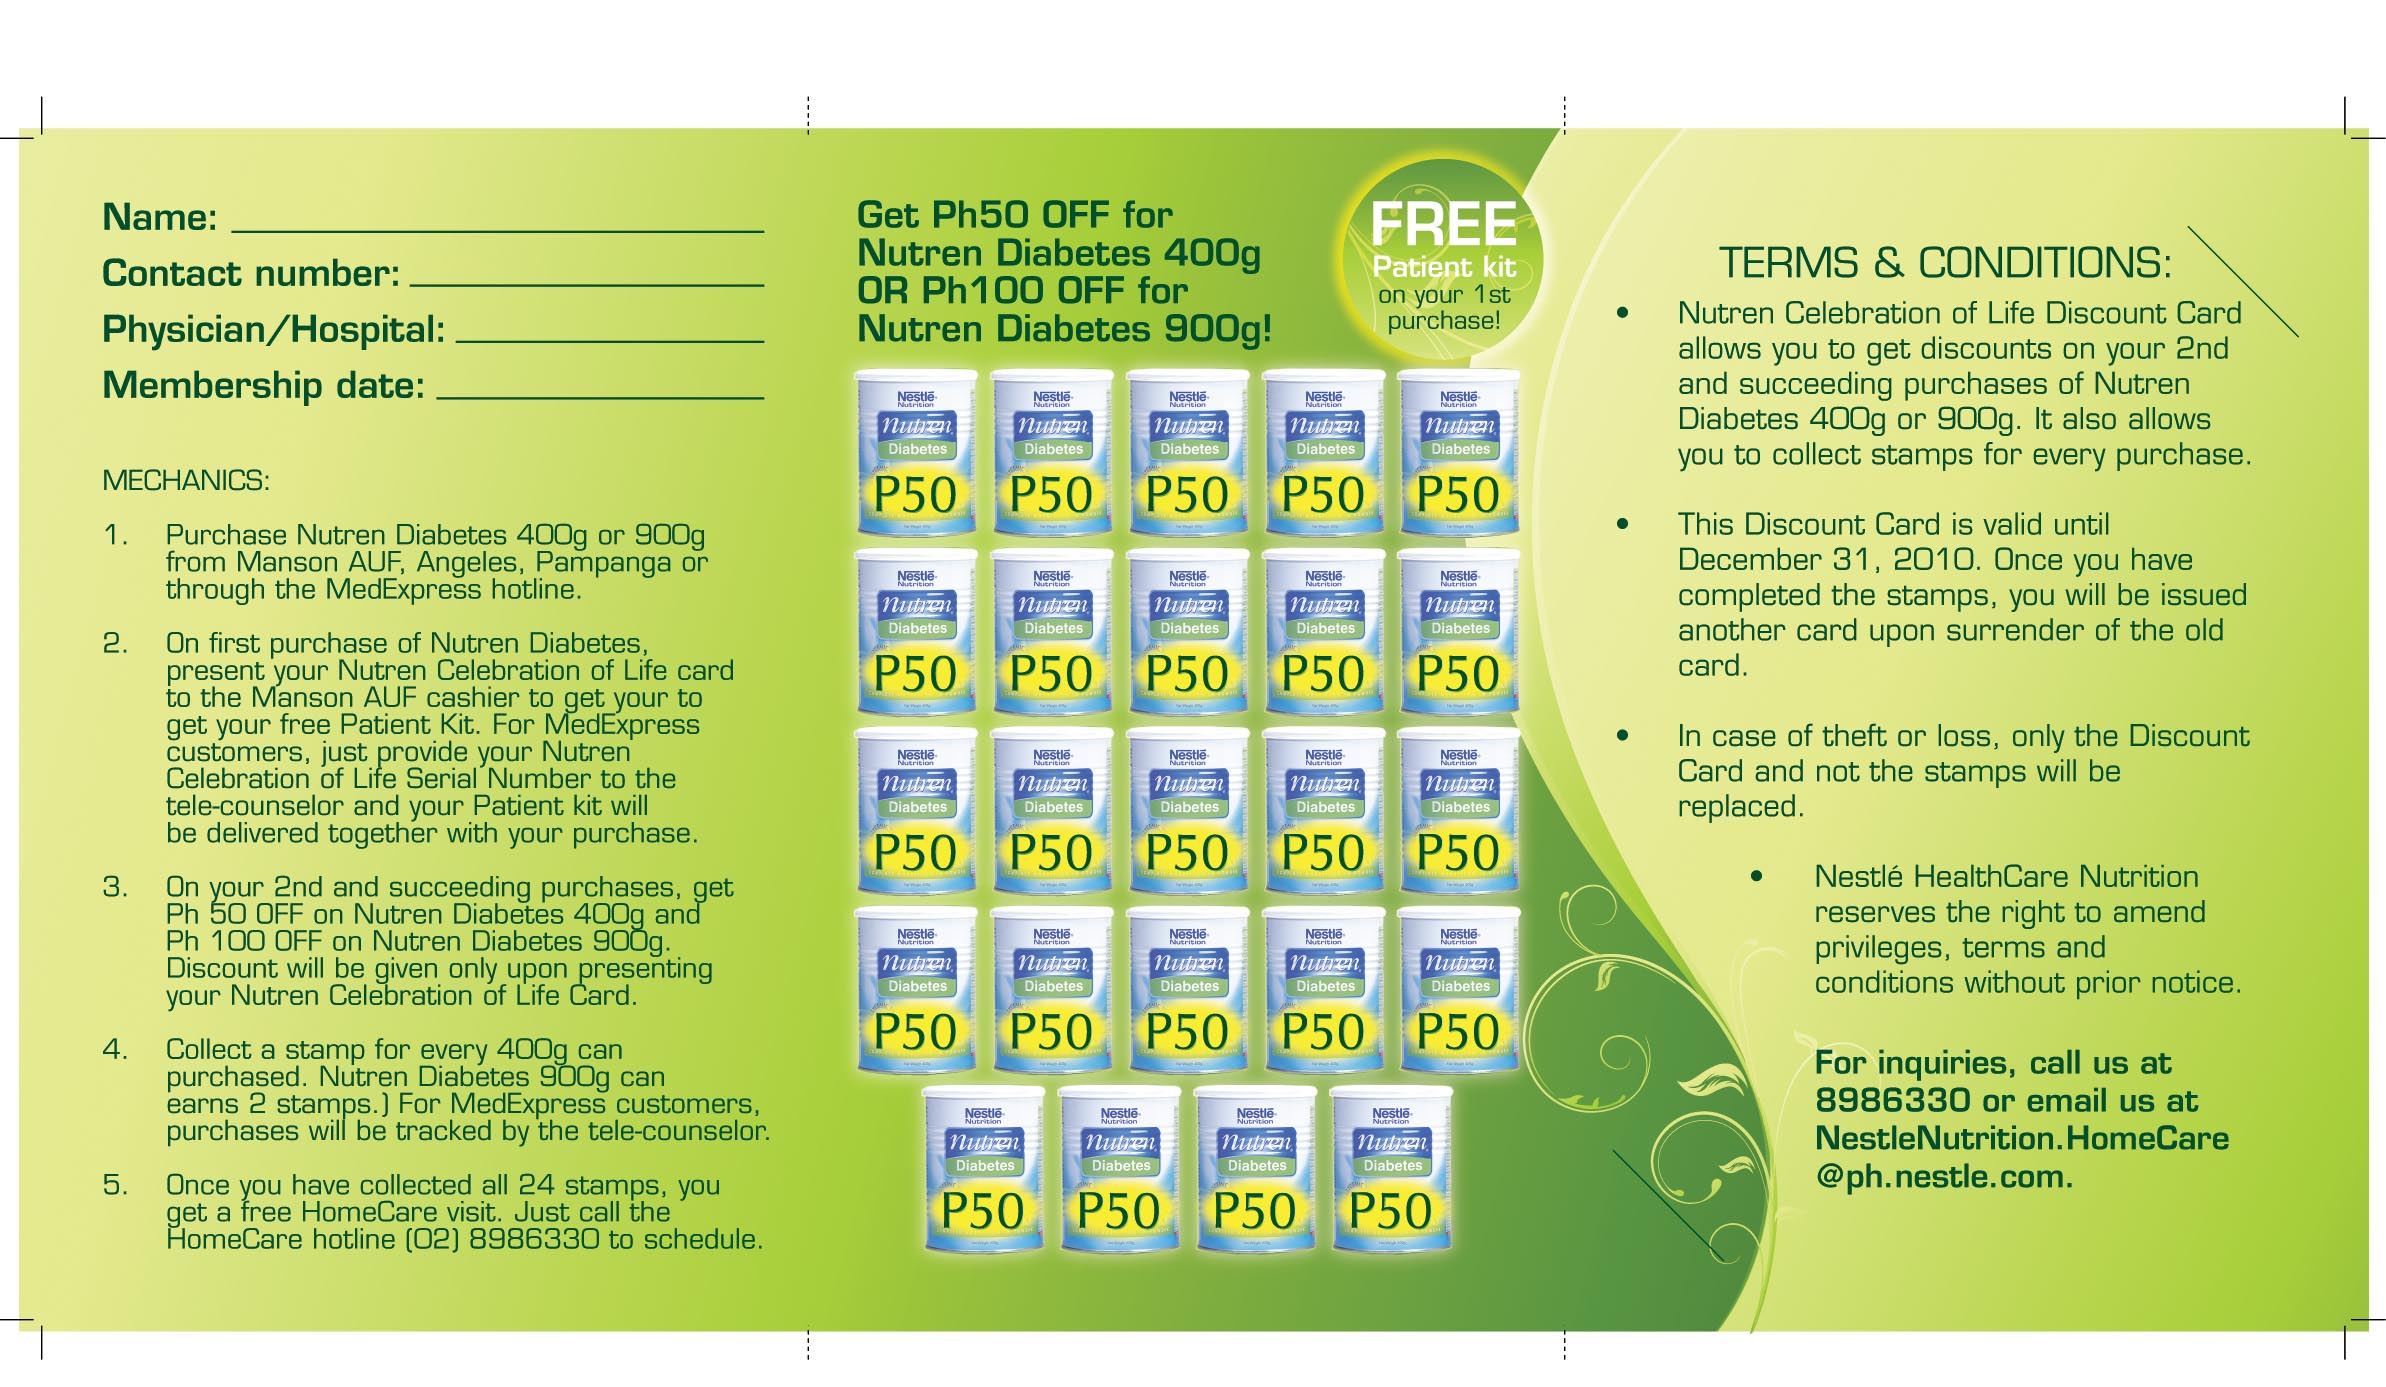 Name:
Contact number:
Physician/Hospital:
Membership date:
MECHANICS:
1. Purchase Nutren Diabetes 400g or 900g
from Manson AUF, Angeles, Pampanga or
through the MedExpress hotline.
2. On first purchase of Nutren Diabetes,
present your Nutren Celebration of Life card
to the Manson AUF cashier to get your to
get your free Patient Kit. For MedExpress
customers, just provide your Nutren
Celebration of Life Serial Number to the
tele-counselor and your Patient kit will
be delivered together with your purchase.
3. On your 2nd and succeeding purchases, get
Ph 50 OFF on Nutren Diabetes 400g and
Ph 100 OFF on Nutren Diabetes 900g.
Discount will be given only upon presenting
your Nutren Celebration of Life Card.
4. Collect a stamp for every 400g can
purchased. Nutren Diabetes 900g can
earns 2 stamps.) For MedExpress customers,
purchases will be tracked by the tele-counselor.
5. Once you have collected all 24 stamps, you
get a free HomeCare visit. Just call the
HomeCare hotline (02) 8986330 to schedule.
Get Ph50 OFF for
Nutren Diabetes 400g
OR Ph100 OFF for
Nutren Diabetes 900g!
FREE
Patient kit
on your 1st
purchase!
Nestlé Nestlé Nestlé Nestlé Nestlé
Nutrition Nutrition Nutrition Nutrition Nutrition
Nutren Nutren Nutren Nutren Nutren
Diabetes Diabetes Diabetes Diabetes Diabetes
P50 P50 P50 P50 P50
Nestlé Nestlé Nestlé Nestlé Nestlé
Nutrition Nutrition Nutrition Nutrition Nutrition
Nutren Nutren Nutren Nutren Nutren
Diabetes Diabetes Diabetes Diabetes Diabetes
P50 P50 P50 P50 P50
Nestlé Nestlé Nestlé Nestlé Nestlé
Nutrition Nutrition Nutrition Nutrition Nutrition
Nutren Nutren Nutren Nutren Nutren
Diabetes Diabetes Diabetes Diabetes Diabetes
P50 P50 P50 P50 P50
Nestlé Nestlé Nestlé Nestlé Nestlé
Nutrition Nutrition Nutrition Nutrition Nutrition
Nutren Nutren Nutren Nutren Nutren
Diabetes Diabetes Diabetes Diabetes Diabetes
P50 P50 P50 P50 P50
Nestlé Nestlé Nestlé Nestlé
Nutrition Nutrition Nutrition Nutrition
Nutren Nutren Nutren Nutren
Diabetes Diabetes Diabetes Diabetes
P50 P50 P50 P50
TERMS & CONDITIONS:
• Nutren Celebration of Life Discount Card
allows you to get discounts on your 2nd
and succeeding purchases of Nutren
Diabetes 400g or 900g. It also allows
you to collect stamps for every purchase.
• This Discount Card is valid until
December 31, 2010. Once you have
completed the stamps, you will be issued
another card upon surrender of the old
card.
• In case of theft or loss, only the Discount
Card and not the stamps will be
replaced.
• Nestlé HealthCare Nutrition
reserves the right to amend
privileges, terms and
conditions without prior notice.
For inquiries, call us at
8986330 or email us at
NestleNutrition.HomeCare
@ph.nestle.com.